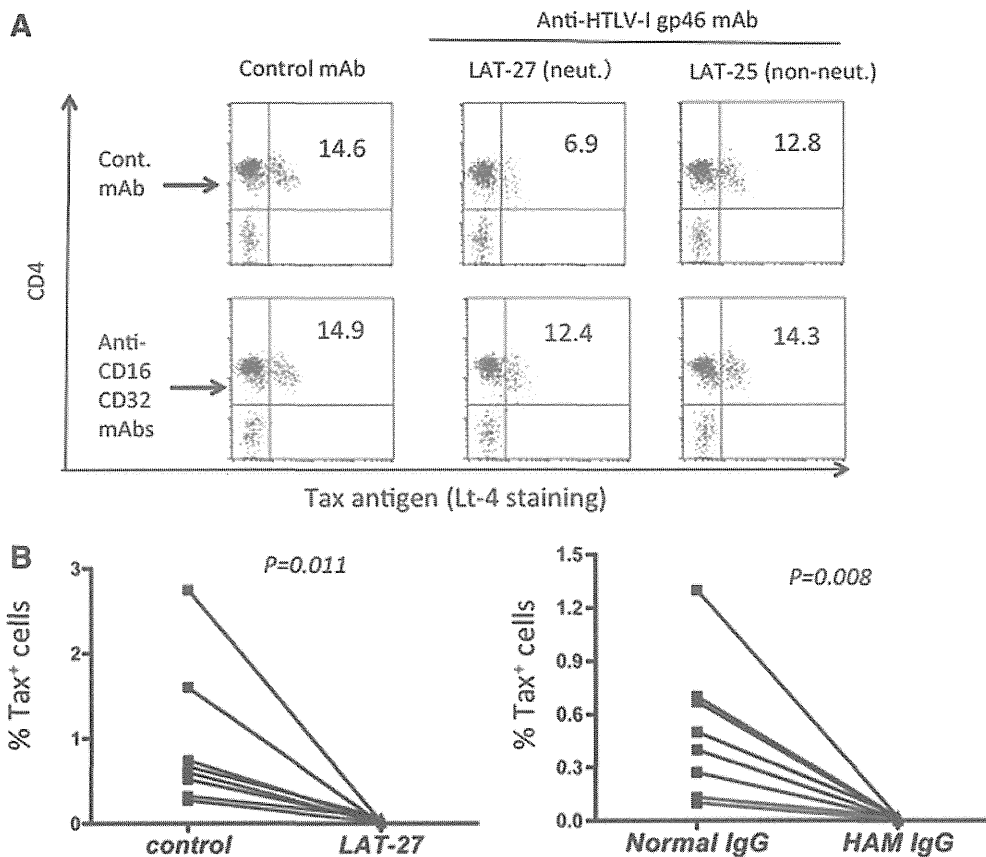 A
Anti-HTLV-I gp46 mAb
Control mAb
LAT-27 (neut.)
LAT-25 (non-neut.)
CD4
Cont.
mAb
14.6
6.9
12.8
Anti-
CD16
CD32
mAbs
14.9
12.4
14.3
Tax antigen (Lt-4 staining)
B
% Tax⁺ cells
3
2
1
0
P=0.011
control
LAT-27
% Tax⁺ cells
1.5
1.2
0.9
0.6
0.3
0.0
P=0.008
Normal IgG
HAM IgG